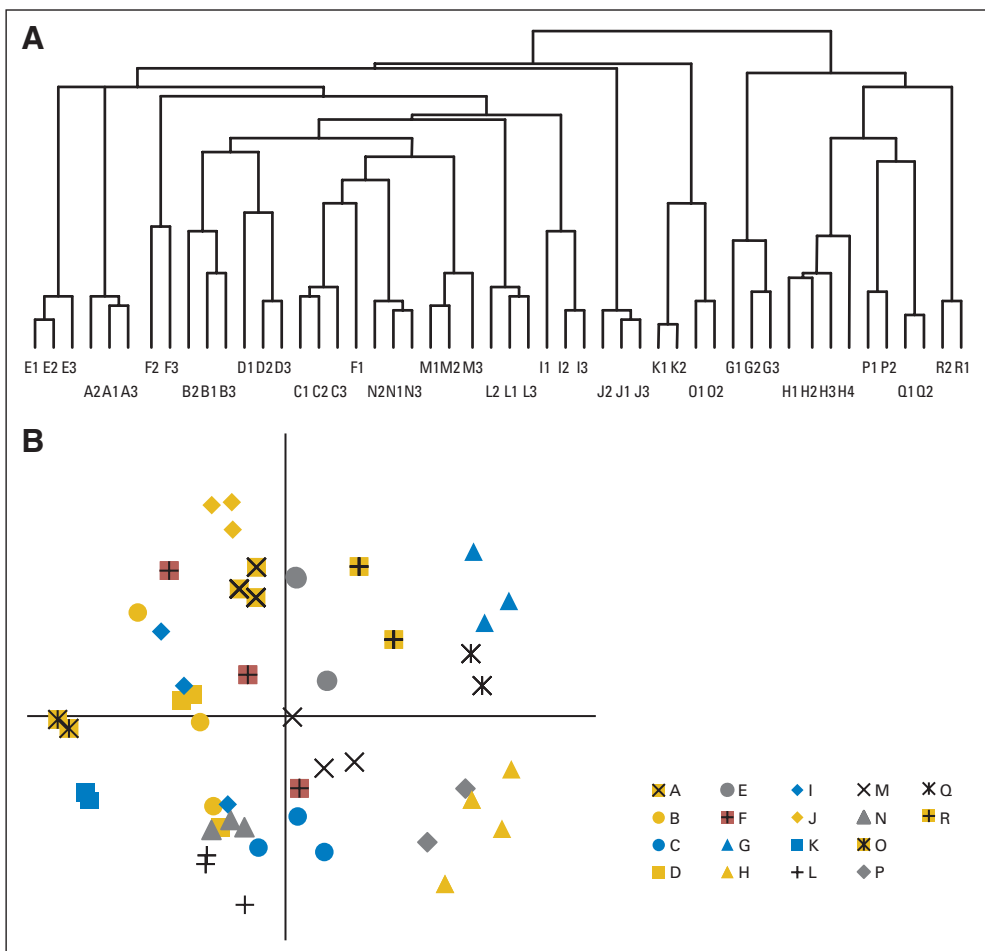 A
E1 E2 E3 F2 F3 D1 D2 D3 F1 M1 M2 M3 I1 I2 I3 K1 K2 G1 G2 G3 P1 P2 R2 R1
A2 A1 A3 B2 B1 B3 C1 C2 C3 N2 N1 N3 L2 L1 L3 J2 J1 J3 O1 O2 H1 H2 H3 H4 Q1 Q2
B
A E I M Q
B F J N R
C G K O
D H L P